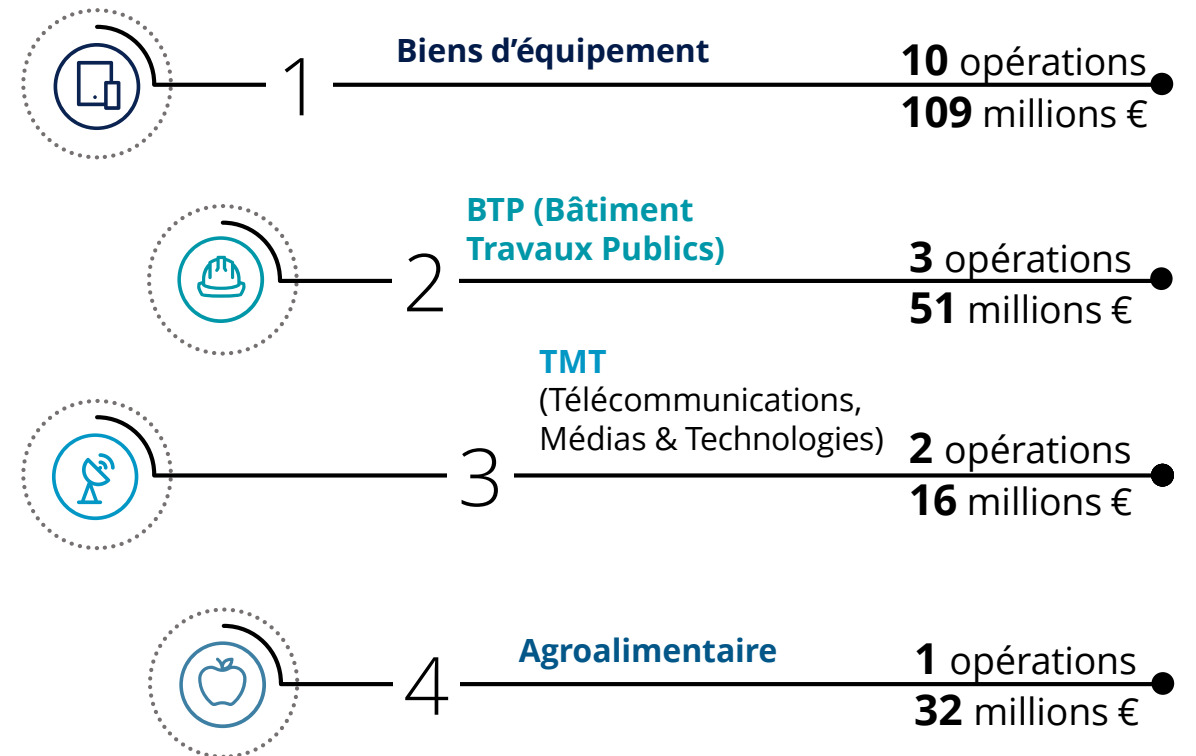 1
Biens d’équipement
10 opérations
109 millions €
2
BTP (Bâtiment
Travaux Publics)
3 opérations
51 millions €
3
TMT
(Télécommunications,
Médias & Technologies)
2 opérations
16 millions €
4
Agroalimentaire
1 opérations
32 millions €